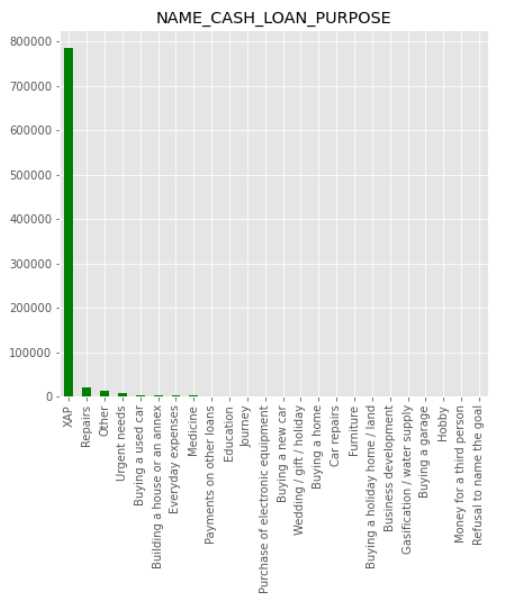 NAME_CASH_LOAN_PURPOSE
800000
700000
600000
500000
400000
300000
200000
100000
0
XAP
Repairs
Other
Urgent needs
Buying a used car
Building a house or an annex
Everyday expenses
Medicine
Payments on other loans
Education
Journey
Purchase of electronic equipment
Buying a new car
Wedding / gift / holiday
Buying a home
Car repairs
Furniture
Buying a holiday home / land
Business development
Gasification / water supply
Buying a garage
Hobby
Money for a third person
Refusal to name the goal